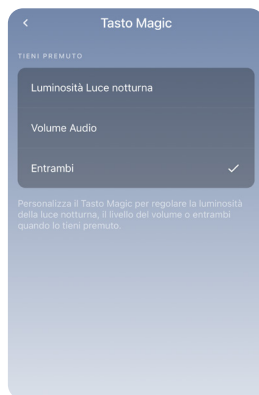 Tasto Magic
TIENI PREMUTO
Luminosità Luce notturna
Volume Audio
Entrambi
Personalizza il Tasto Magic per regolare la luminosità
della luce notturna, il livello del volume o entrambi
quando lo tieni premuto.